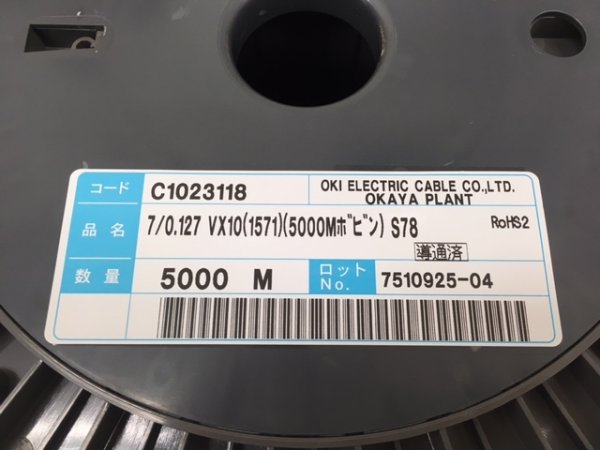 コード C1023118 OKI ELECTRIC CABLE CO.,LTD.
OKAYA PLANT
品名 7/0.127 VX10(1571)(5000Mボビン) S78 RoHS2
導通済
数量 5000 M ロット No. 7510925-04